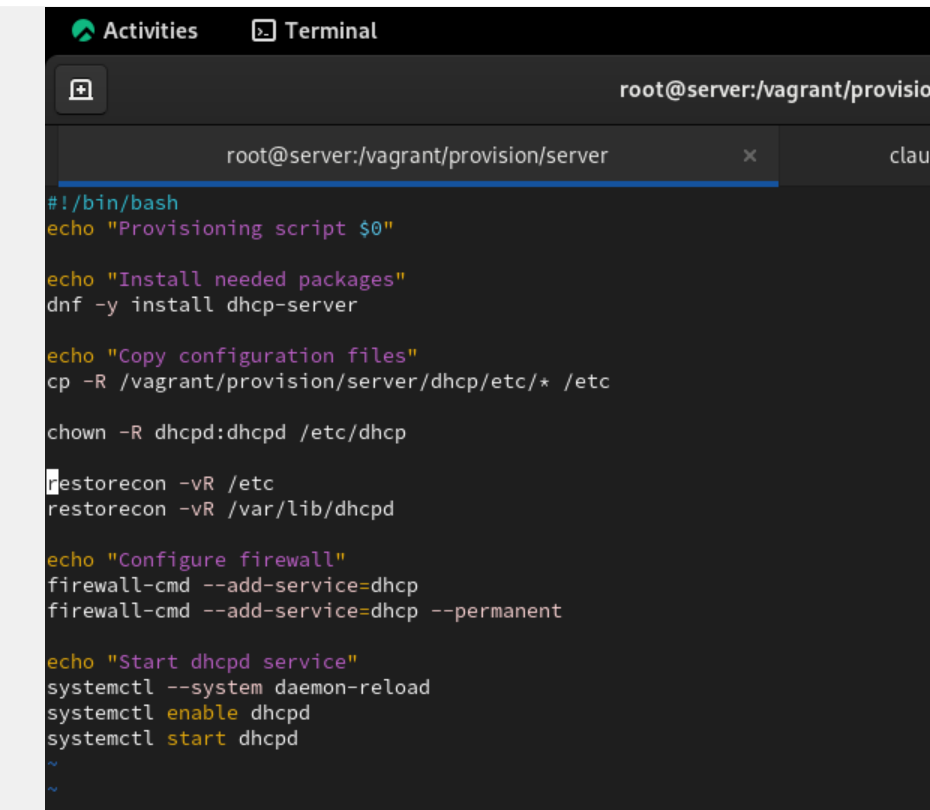 Activities
Terminal
root@server:/vagrant/provisio
root@server:/vagrant/provision/server
clau
#!/bin/bash
echo "Provisioning script $0"
echo "Install needed packages"
dnf -y install dhcp-server
echo "Copy configuration files"
cp -R /vagrant/provision/server/dhcp/etc/* /etc
chown -R dhcpd:dhcpd /etc/dhcp
restorecon -vR /etc
restorecon -vR /var/lib/dhcpd
echo "Configure firewall"
firewall-cmd --add-service=dhcp
firewall-cmd --add-service=dhcp --permanent
echo "Start dhcpd service"
systemctl --system daemon-reload
systemctl enable dhcpd
systemctl start dhcpd
~
~